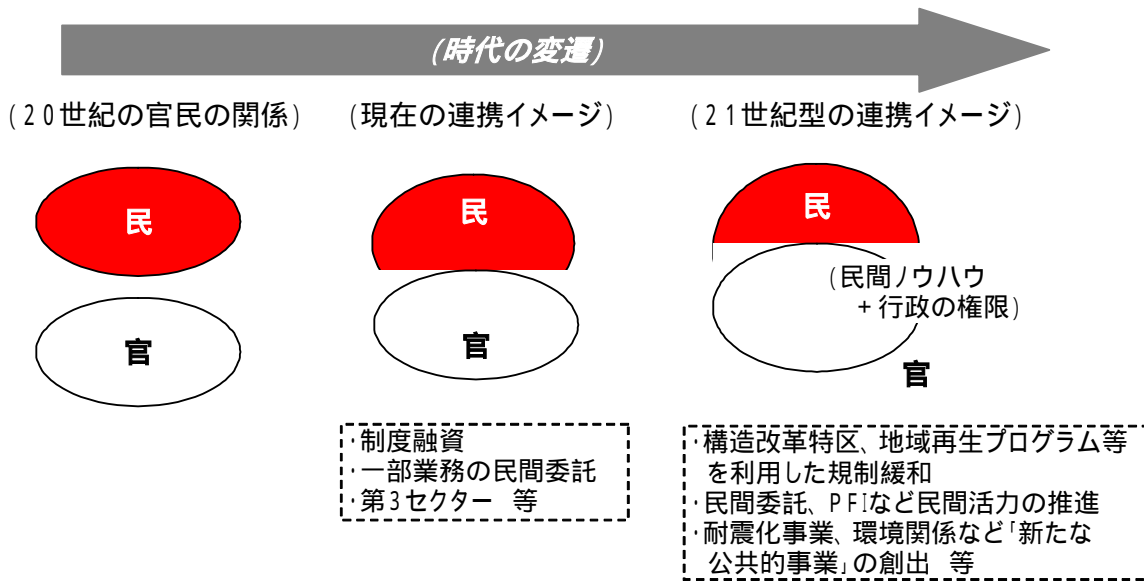 (時代の変遷)
(20世紀の官民の関係)
(現在の連携イメージ)
(21世紀型の連携イメージ)
民
官
民
官
民
(民間ノウハウ
+行政の権限)
官
・制度融資
・一部業務の民間委託
・第3セクター 等
・構造改革特区、地域再生プログラム等
を利用した規制緩和
・民間委託、PFIなど民間活力の推進
・耐震化事業、環境関係など「新たな
公共的事業」の創出 等